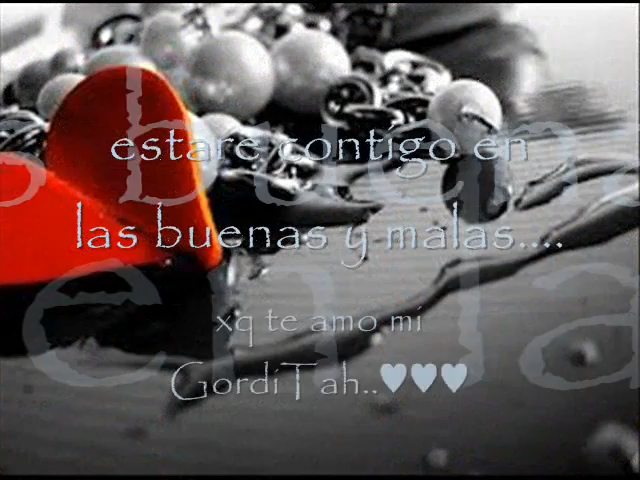 estare contigo en
las buenas y malas....
xq te amo mi
GordiTah..♥♥♥